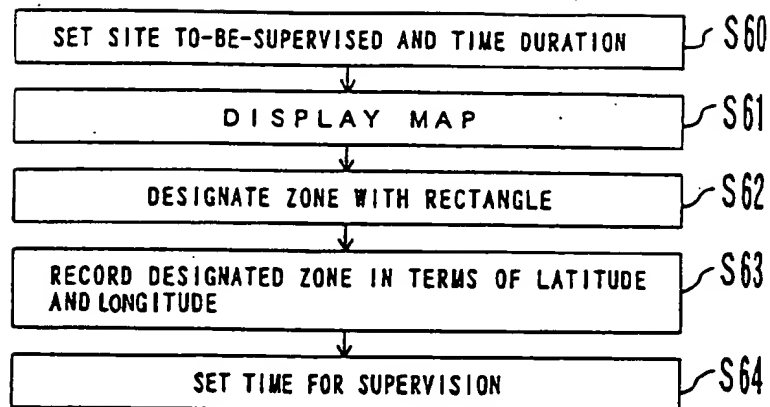 SET SITE TO-BE-SUPERVISED AND TIME DURATION S60
DISPLAY MAP S61
DESIGNATE ZONE WITH RECTANGLE S62
RECORD DESIGNATED ZONE IN TERMS OF LATITUDE S63
AND LONGITUDE
SET TIME FOR SUPERVISION S64